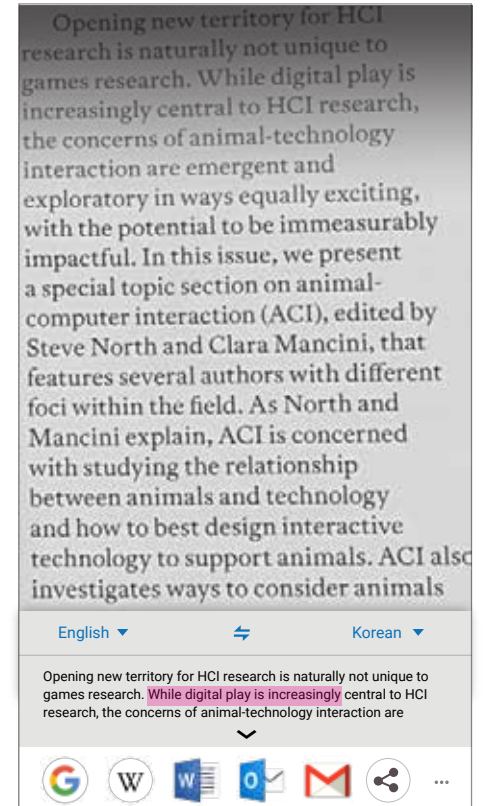 Opening new territory for HCI
research is naturally not unique to
games research. While digital play is
increasingly central to HCI research,
the concerns of animal-technology
interaction are emergent and
exploratory in ways equally exciting,
with the potential to be immeasurably
impactful. In this issue, we present
a special topic section on animal-
computer interaction (ACI), edited by
Steve North and Clara Mancini, that
features several authors with different
foci within the field. As North and
Mancini explain, ACI is concerned
with studying the relationship
between animals and technology
and how to best design interactive
technology to support animals. ACI also
investigates ways to consider animals
English Korean
Opening new territory for HCI research is naturally not unique to
games research. While digital play is increasingly central to HCI
research, the concerns of animal-technology interaction are
G W W O M ...